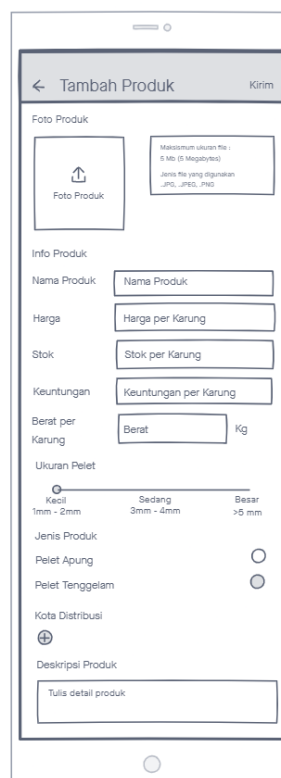 Tambah Produk
Kirim
Foto Produk
Foto Produk
Maksismum ukuran file :
5 Mb (5 Megabytes)
Jenis file yang digunakan
.JPG, .JPEG, .PNG
Info Produk
Nama Produk
Nama Produk
Harga
Harga per Karung
Stok
Stok per Karung
Keuntungan
Keuntungan per Karung
Berat per
Karung
Berat
Kg
Ukuran Pelet
Kecil
1mm - 2mm
Sedang
3mm - 4mm
Besar
>5 mm
Jenis Produk
Pelet Apung
Pelet Tenggelam
Kota Distribusi
Deskripsi Produk
Tulis detail produk